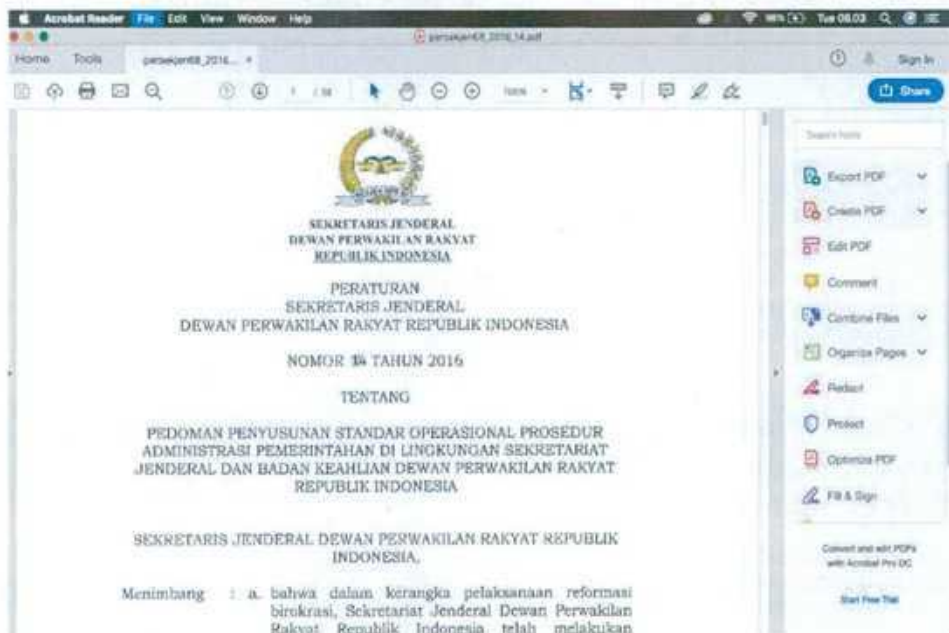 Acrobat Reader File Edit View Window Help
Tue 06.03
Home Tools
Sign In
Share
SEKRETARIS JENDERAL
DEWAN PERWAKILAN RAKYAT
REPUBLIK INDONESIA
PERATURAN
SEKRETARIS JENDERAL
DEWAN PERWAKILAN RAKYAT REPUBLIK INDONESIA
NOMOR 14 TAHUN 2016
TENTANG
PEDOMAN PENYUSUNAN STANDAR OPERASIONAL PROSEDUR
ADMINISTRASI PEMERINTAHAN DI LINGKUNGAN SEKRETARIAT
JENDERAL DAN BADAN KEAHLIAN DEWAN PERWAKILAN RAKYAT
REPUBLIK INDONESIA
SEKRETARIS JENDERAL DEWAN PERWAKILAN RAKYAT REPUBLIK
INDONESIA,
Menimbang : a. bahwa dalam kerangka pelaksanaan reformasi
birokrasi, Sekretariat Jenderal Dewan Perwakilan
Rakyat Republik Indonesia telah melakukan
Export PDF
Create PDF
Edit PDF
Comment
Combine Files
Organize Pages
Redact
Protect
Optimize PDF
Fill & Sign
Convert and edit PDFs
with Acrobat Pro DC
Start Free Trial